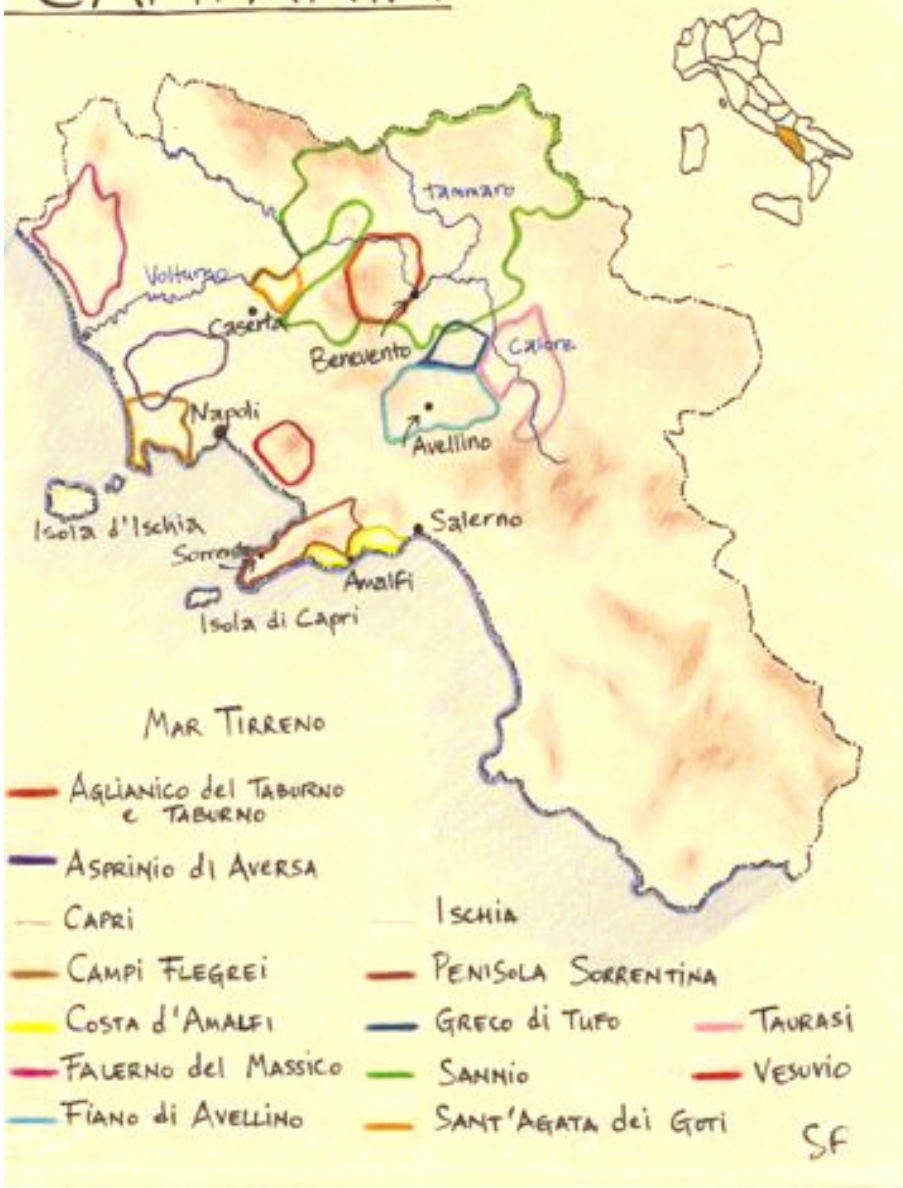 Tammaro
Volturno
Caserta
Benevento
Calore
Napoli
Avellino
Isola d'Ischia
Salerno
Sorrento
Amalfi
Isola di Capri
MAR TIRRENO
AGLIANICO del TABURNO
e TABURNO
ASPRINIO di AVERSA
CAPRI
ISCHIA
CAMPI FLEGREI
PENISOLA SORRENTINA
COSTA d'AMALFI
GRECO di TUFO
TAURASI
FALERNO del MASSICO
SANNIO
VESUVIO
FIANO di AVELLINO
SANT'AGATA dei GOTI
SF